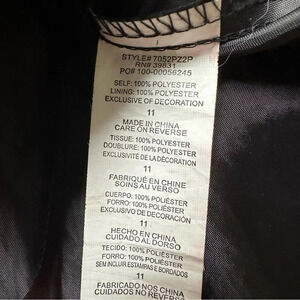 STYLE# 7052PZ2P
RN# 39831
PO# 100-00056245
SELF: 100% POLYESTER
LINING: 100% POLYESTER
EXCLUSIVE OF DECORATION
11
MADE IN CHINA
CARE ON REVERSE
TISSUE: 100% POLYESTER
DOUBLURE: 100% POLYESTER
EXCLUSIVITÉ DE LA DÉCORATION
11
FABRIQUÉ EN CHINE
SOINS AU VERSO
CUERPO: 100% POLIÉSTER
FORRO: 100% POLIÉSTER
EXCLUSIVO DE DECORACIÓN
11
HECHO EN CHINA
CUIDADO AL DORSO
TECIDO: 100% POLIÉSTER
FORRO: 100% POLIÉSTER
SEM INCLUIR ESTAMPAS E BORDADOS
11
FABRICADO NOS CHINA
CUIDADOS NO REVERSO